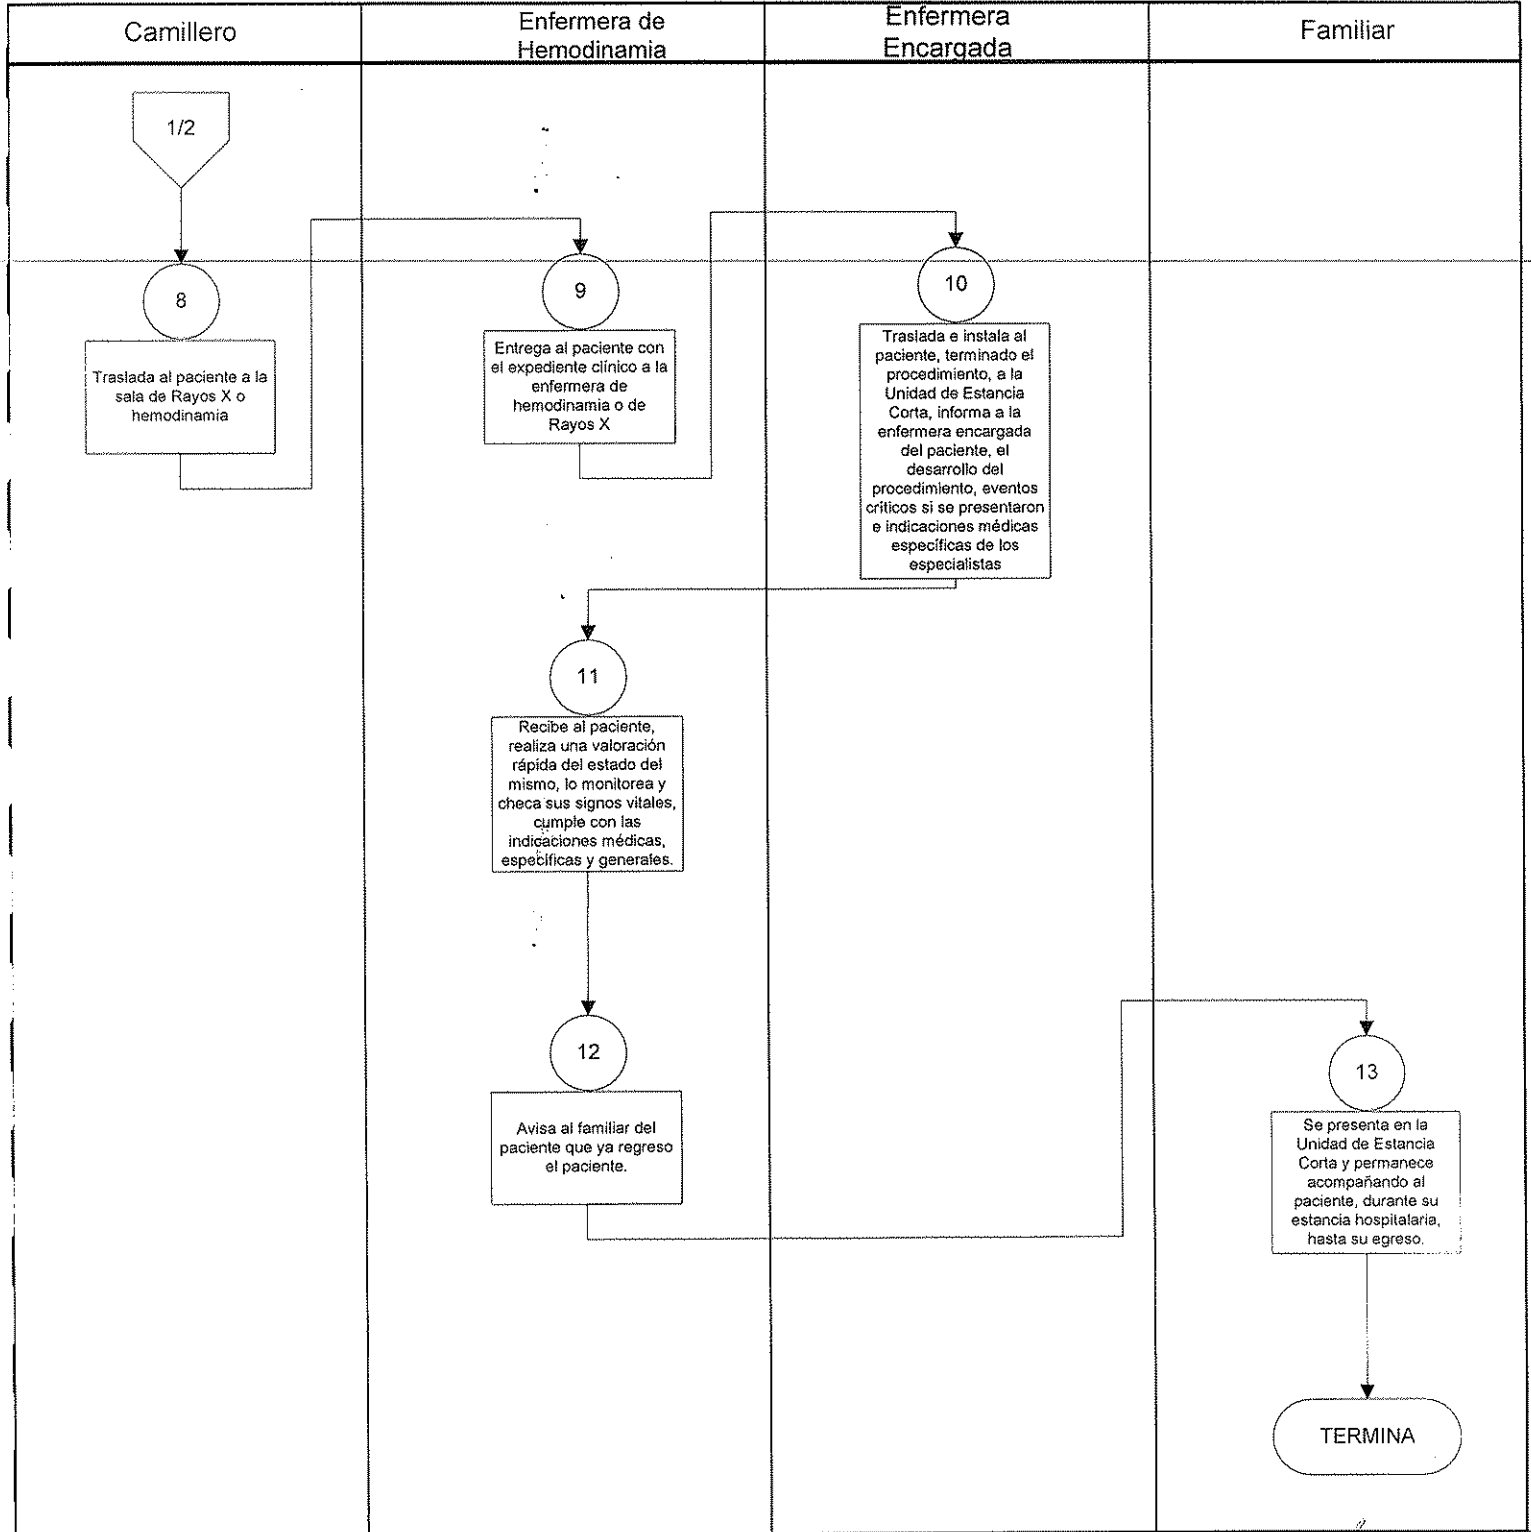 Camillero
Enfermera de
Hemodinamia
Enfermera
Encargada
Familiar
1/2
8
Traslada al paciente a la
sala de Rayos X o
hemodinamia
9
Entrega al paciente con
el expediente clínico a la
enfermera de
hemodinamia o de
Rayos X
10
Traslada e instala al
paciente, terminado el
procedimiento, a la
Unidad de Estancia
Corta, informa a la
enfermera encargada
del paciente, el
desarrollo del
procedimiento, eventos
críticos si se presentaron
e indicaciones médicas
específicas de los
especialistas
11
Recibe al paciente,
realiza una valoración
rápida del estado del
mismo, lo monitorea y
checa sus signos vitales,
cumple con las
indicaciones médicas,
específicas y generales.
12
Avisa al familiar del
paciente que ya regreso
el paciente.
13
Se presenta en la
Unidad de Estancia
Corta y permanece
acompañando al
paciente, durante su
estancia hospitalaria,
hasta su egreso.
TERMINA